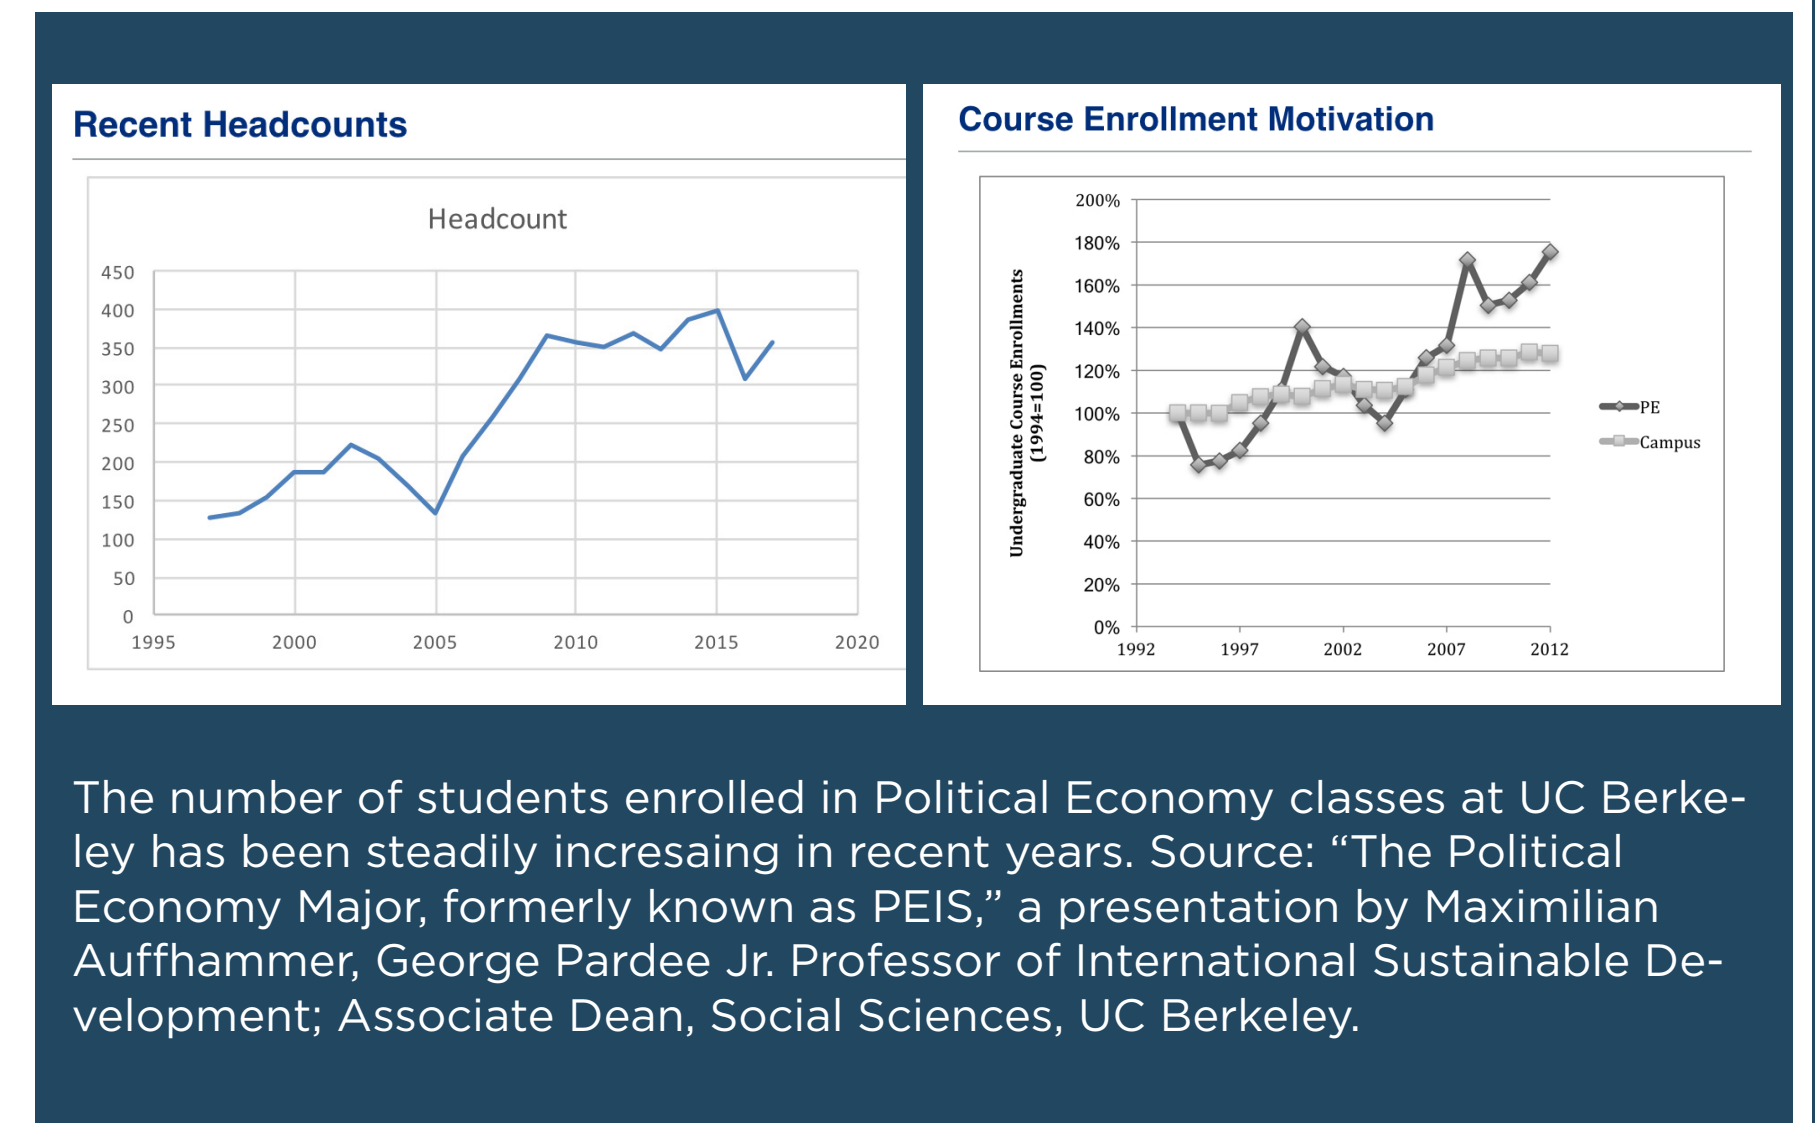 Recent Headcounts
Headcount
450
400
350
300
250
200
150
100
50
0
1995 2000 2005 2010 2015 2020
Course Enrollment Motivation
Undergraduate Course Enrollments
(1994=100)
200%
180%
160%
140%
120%
100%
80%
60%
40%
20%
0%
1992 1997 2002 2007 2012
PE
Campus
The number of students enrolled in Political Economy classes at UC Berke-
ley has been steadily incresaing in recent years. Source: “The Political
Economy Major, formerly known as PEIS,” a presentation by Maximilian
Auffhammer, George Pardee Jr. Professor of International Sustainable De-
velopment; Associate Dean, Social Sciences, UC Berkeley.